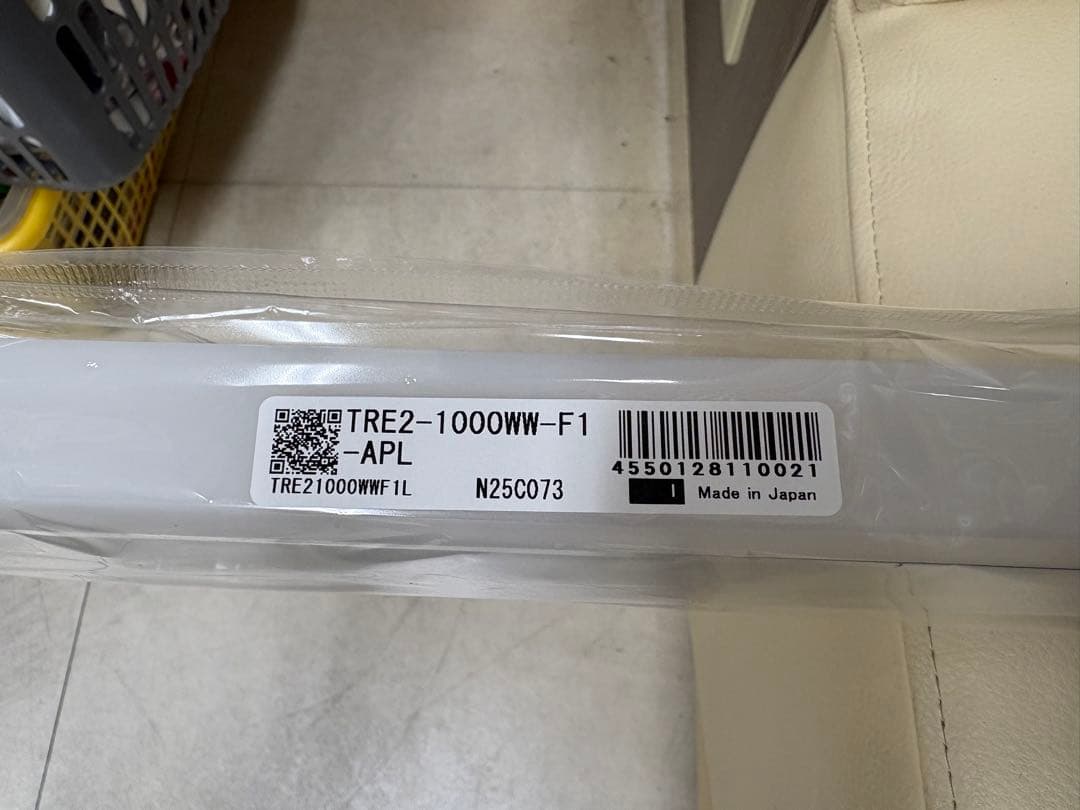 TRE2-1000WW-F1
-APL
TRE21000WWF1L
N25C073
4550128110021
Made in Japan